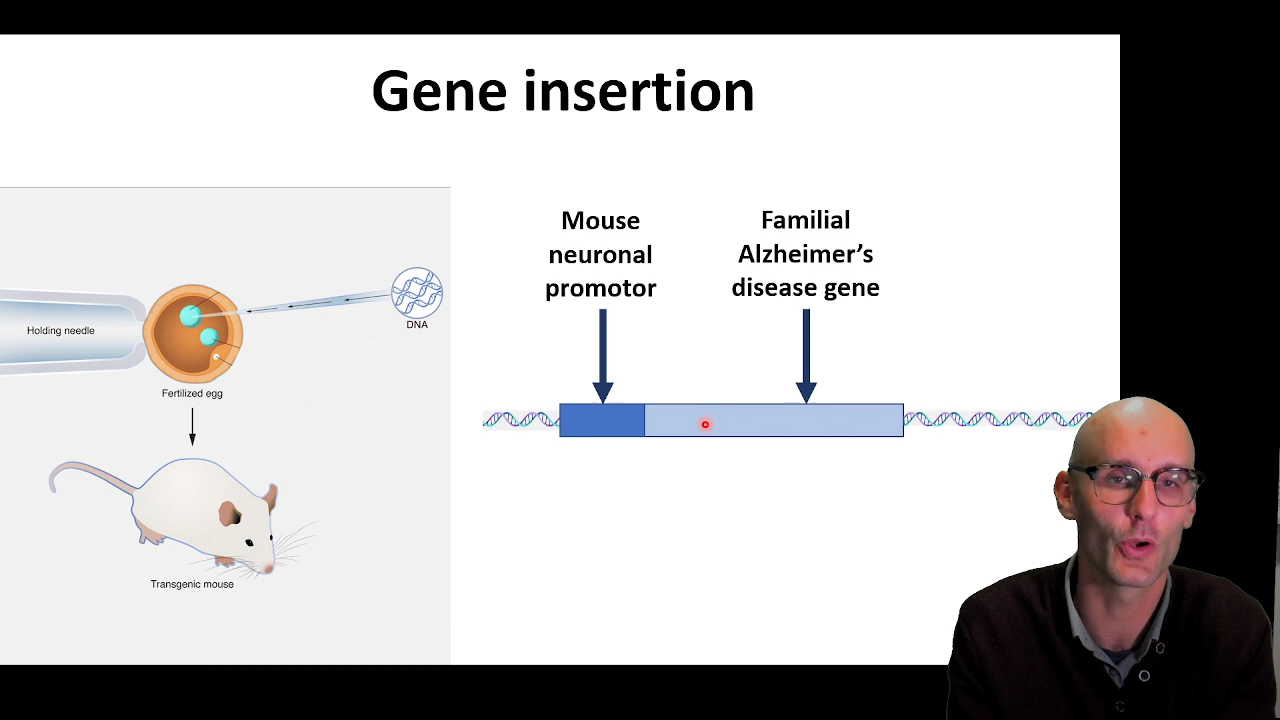 Gene insertion
Mouse
neuronal
promotor
Familial
Alzheimer’s
disease gene
Holding needle
DNA
Fertilized egg
Transgenic mouse